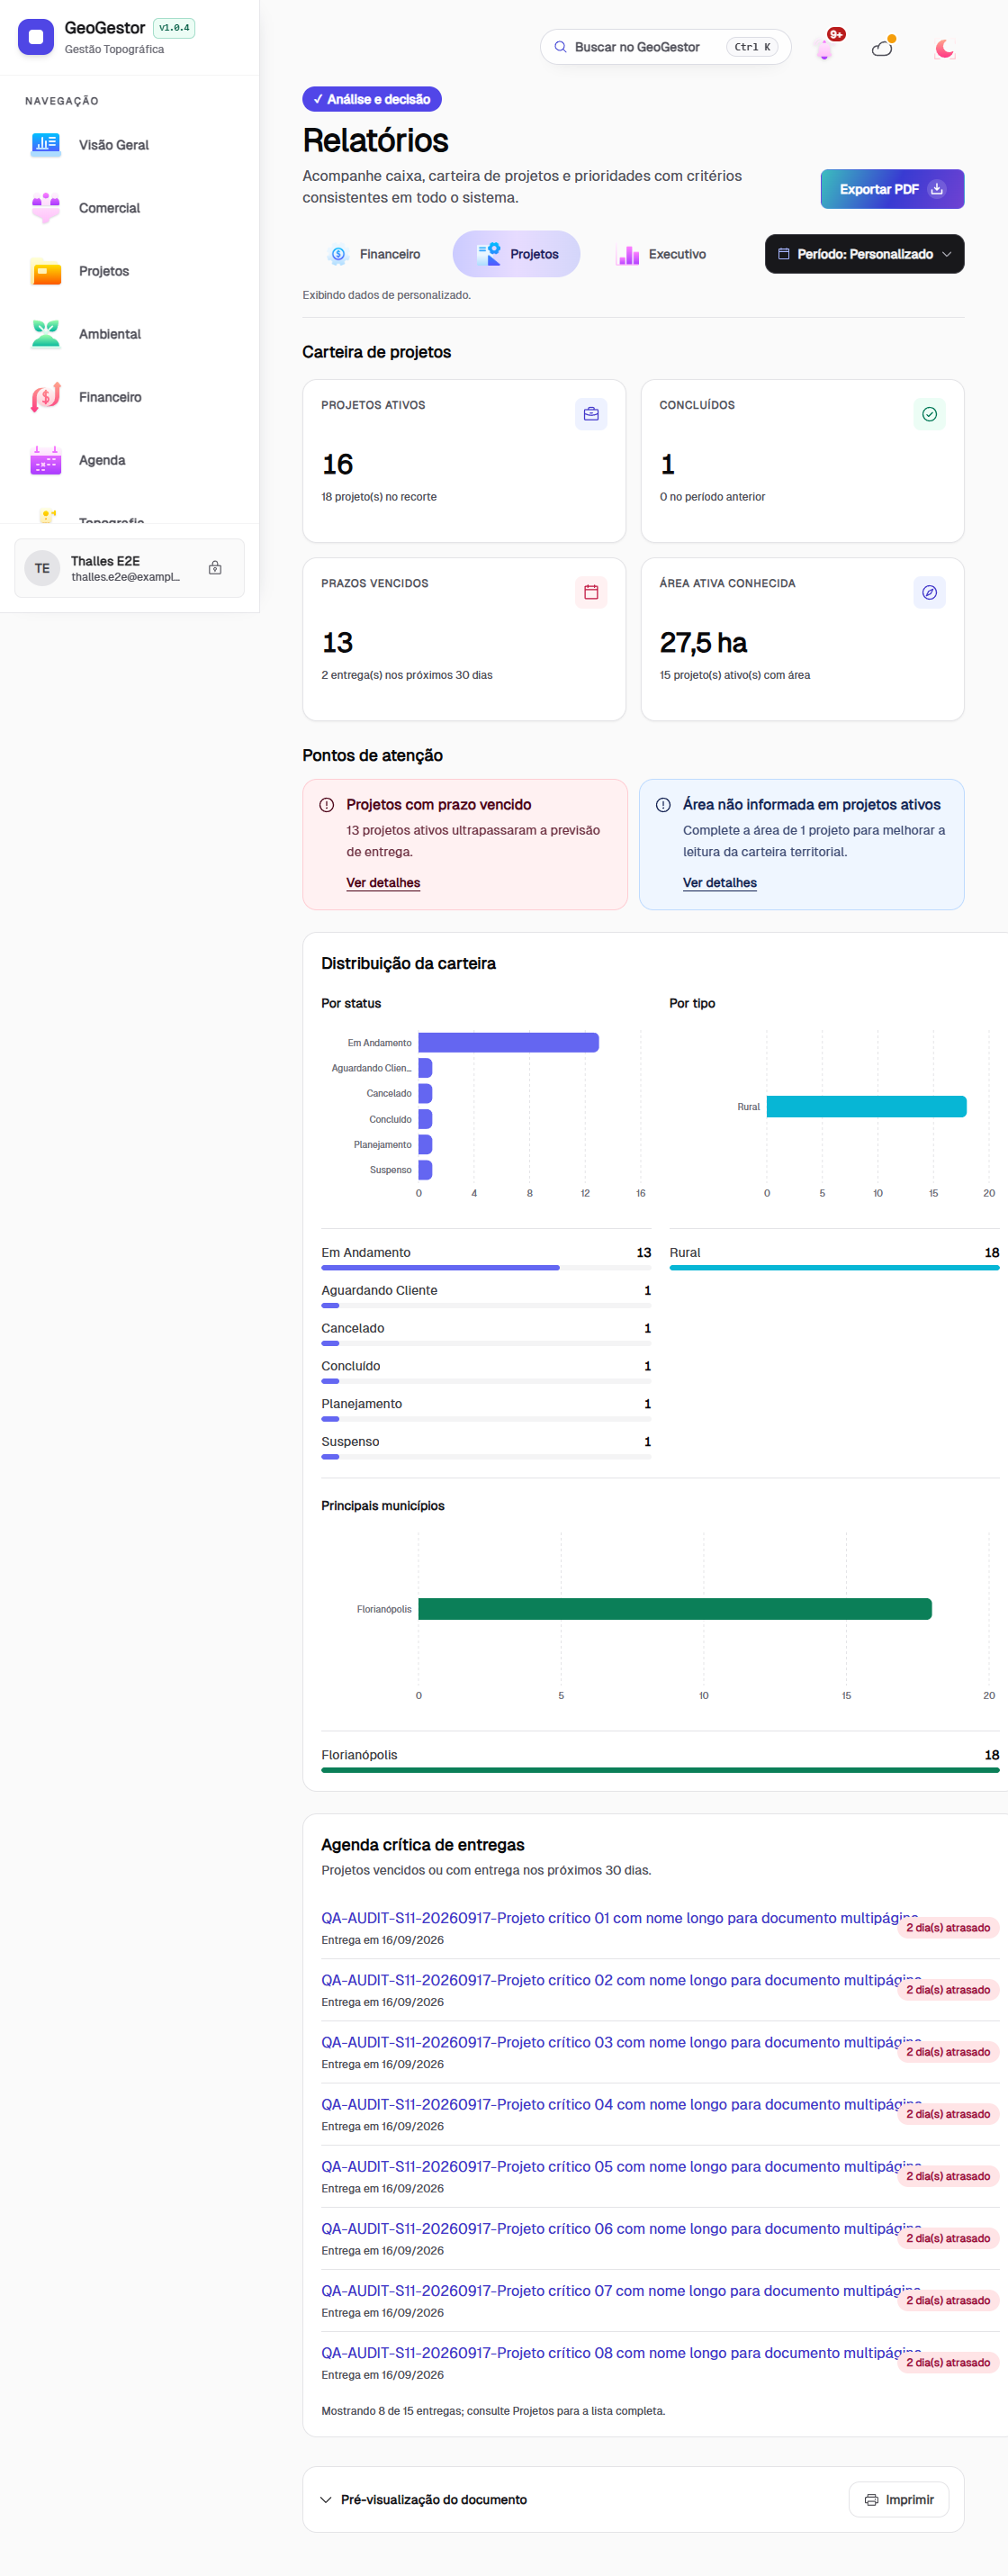 GeoGestor v1.0.4
Gestão Topográfica
NAVEGAÇÃO
Visão Geral
Comercial
Projetos
Ambiental
Financeiro
Agenda
Topografia
TE
Thalles E2E
thalles.e2e@exampl...
Buscar no GeoGestor Ctrl K
9+
✓ Análise e decisão
Relatórios
Acompanhe caixa, carteira de projetos e prioridades com critérios
consistentes em todo o sistema.
Exportar PDF
Financeiro
Projetos
Executivo
Período: Personalizado
Exibindo dados de personalizado.
Carteira de projetos
PROJETOS ATIVOS
16
18 projeto(s) no recorte
CONCLUÍDOS
1
0 no período anterior
PRAZOS VENCIDOS
13
2 entrega(s) nos próximos 30 dias
ÁREA ATIVA CONHECIDA
27,5 ha
15 projeto(s) ativo(s) com área
Pontos de atenção
Projetos com prazo vencido
13 projetos ativos ultrapassaram a previsão
de entrega.
Ver detalhes
Área não informada em projetos ativos
Complete a área de 1 projeto para melhorar a
leitura da carteira territorial.
Ver detalhes
Distribuição da carteira
Por status
Em Andamento
Aguardando Clien...
Cancelado
Concluído
Planejamento
Suspenso
0 4 8 12 16
Por tipo
Rural
0 5 10 15 20
Em Andamento 13
Aguardando Cliente 1
Cancelado 1
Concluído 1
Planejamento 1
Suspenso 1
Rural 18
Principais municípios
Florianópolis
0 5 10 15 20
Florianópolis 18
Agenda crítica de entregas
Projetos vencidos ou com entrega nos próximos 30 dias.
QA-AUDIT-S11-20260917-Projeto crítico 01 com nome longo para documento multipágina
2 dia(s) atrasado
Entrega em 16/09/2026
QA-AUDIT-S11-20260917-Projeto crítico 02 com nome longo para documento multipágina
2 dia(s) atrasado
Entrega em 16/09/2026
QA-AUDIT-S11-20260917-Projeto crítico 03 com nome longo para documento multipágina
2 dia(s) atrasado
Entrega em 16/09/2026
QA-AUDIT-S11-20260917-Projeto crítico 04 com nome longo para documento multipágina
2 dia(s) atrasado
Entrega em 16/09/2026
QA-AUDIT-S11-20260917-Projeto crítico 05 com nome longo para documento multipágina
2 dia(s) atrasado
Entrega em 16/09/2026
QA-AUDIT-S11-20260917-Projeto crítico 06 com nome longo para documento multipágina
2 dia(s) atrasado
Entrega em 16/09/2026
QA-AUDIT-S11-20260917-Projeto crítico 07 com nome longo para documento multipágina
2 dia(s) atrasado
Entrega em 16/09/2026
QA-AUDIT-S11-20260917-Projeto crítico 08 com nome longo para documento multipágina
2 dia(s) atrasado
Entrega em 16/09/2026
Mostrando 8 de 15 entregas; consulte Projetos para a lista completa.
Pré-visualização do documento
Imprimir